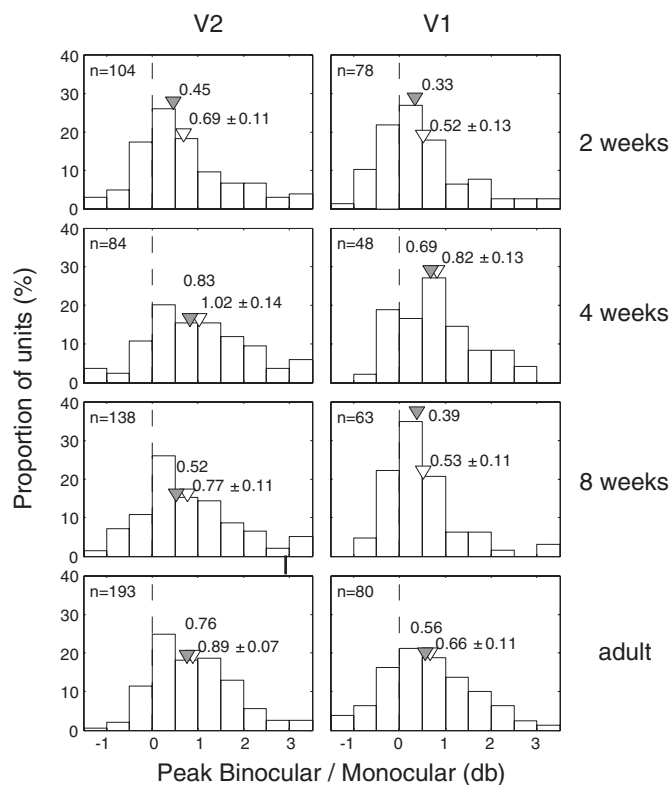 V2 V1
40 n=104 n=78
30 0.45 0.33
20 0.69 ±0.11 0.52 ±0.13
10
0
2 weeks
40 n=84 n=48
30 0.83 0.69 0.82 ±0.13
20 1.02 ±0.14
10
0
4 weeks
40 n=138 n=63 0.39
30
20 0.52 0.77 ±0.11 0.53 ±0.11
10
0
8 weeks
40 n=193 n=80
30 0.76 0.56
20 0.89 ±0.07 0.66 ±0.11
10
0
adult
-1 0 1 2 3 -1 0 1 2 3
Peak Binocular / Monocular (db)
Proportion of units (%)